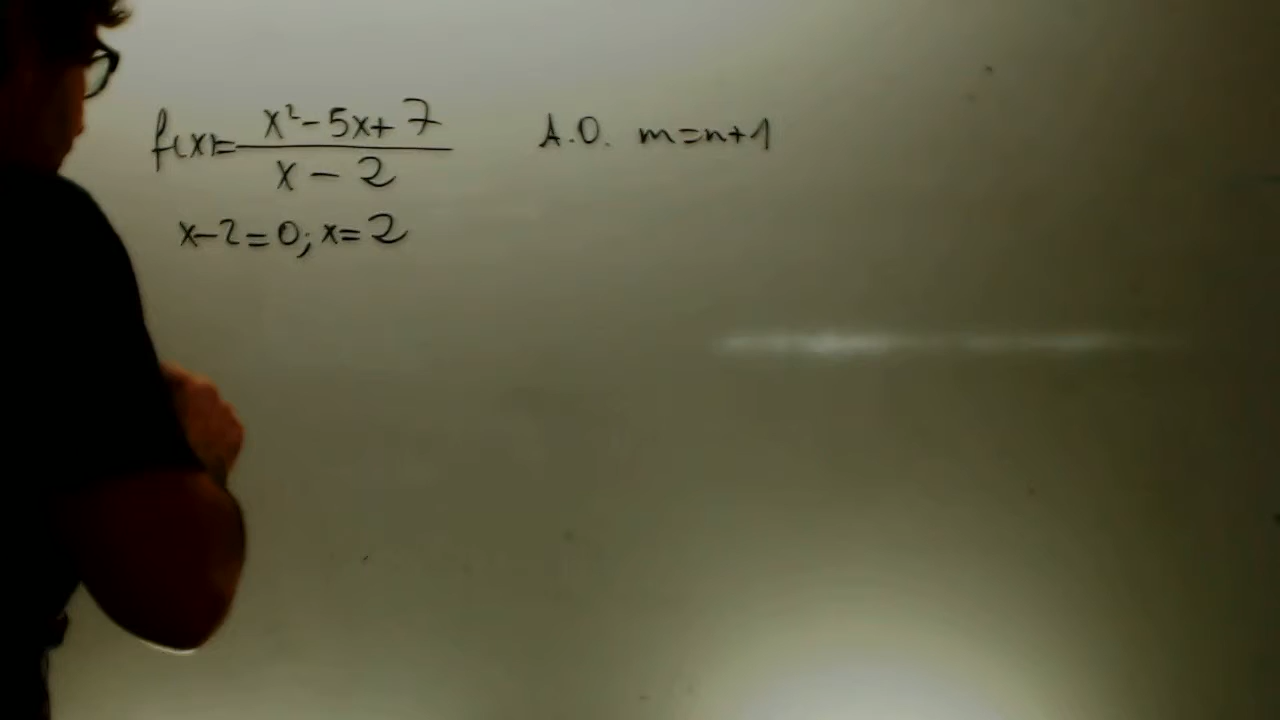 f(x)= x²-5x+7 / x-2
A.O. m=n+1
x-2=0; x=2